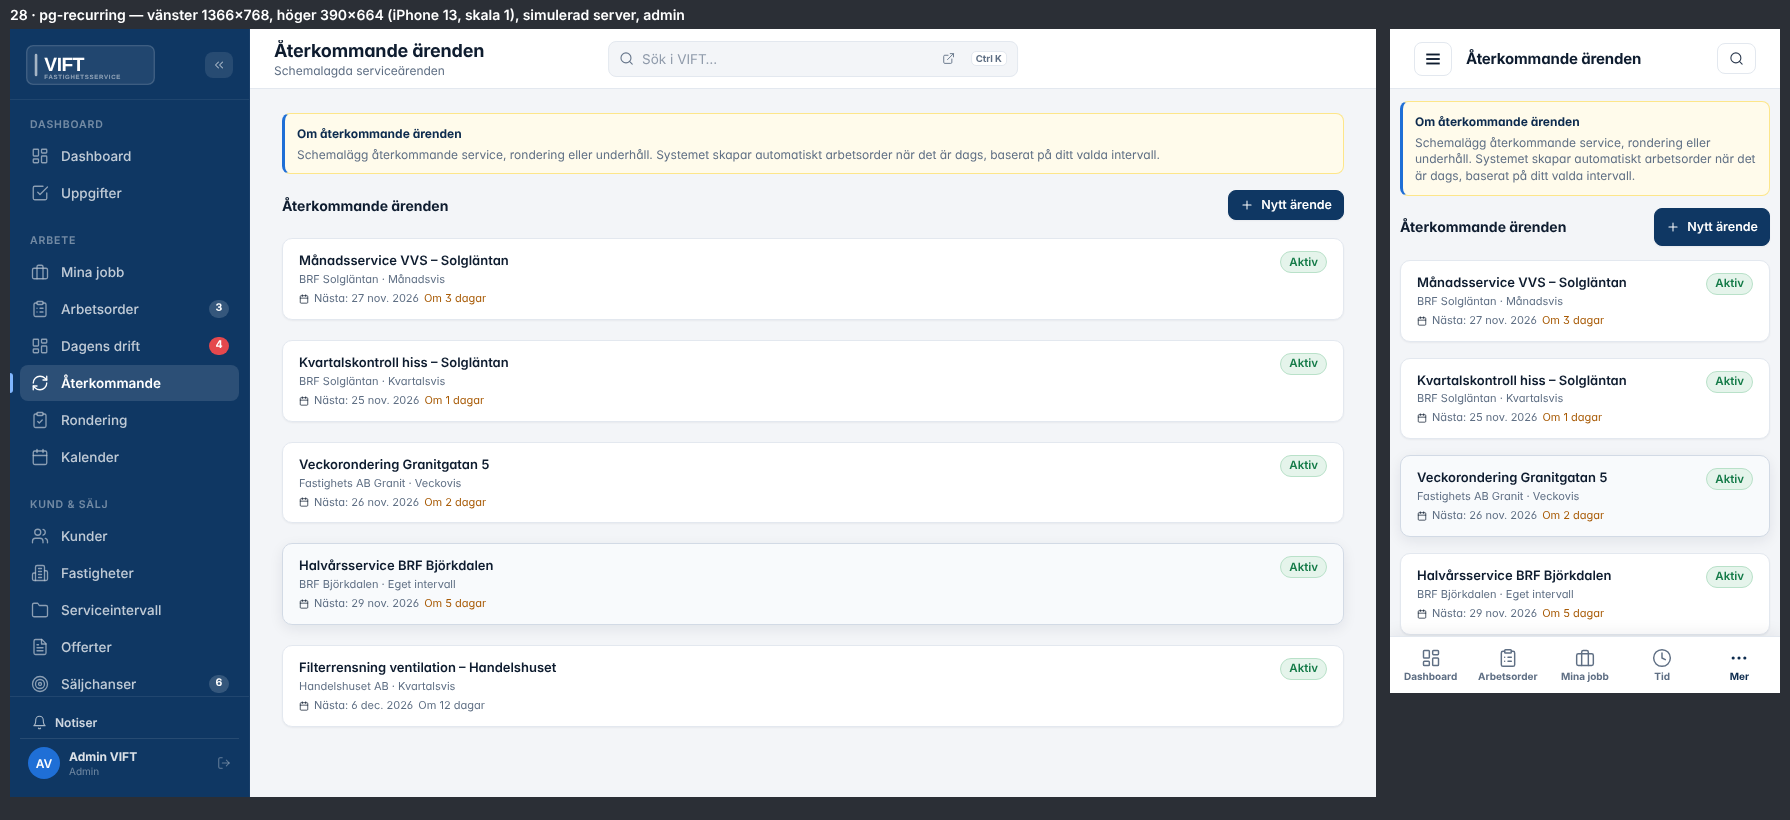 28 · pg-recurring — vänster 1366×768, höger 390×664 (iPhone 13, skala 1), simulerad server, admin
VIFT
FASTIGHETSSERVICE
DASHBOARD
Dashboard
Uppgifter
ARBETE
Mina jobb
Arbetsorder 3
Dagens drift 4
Återkommande
Rondering
Kalender
KUND & SÄLJ
Kunder
Fastigheter
Serviceintervall
Offerter
Säljchanser 6
Notiser
AV Admin VIFT
Admin
Återkommande ärenden
Schemalagda serviceärenden
Sök i VIFT... Ctrl K
Om återkommande ärenden
Schemalägg återkommande service, rondering eller underhåll. Systemet skapar automatiskt arbetsorder när det är dags, baserat på ditt valda intervall.
Återkommande ärenden
+ Nytt ärende
Månadsservice VVS – Solgläntan Aktiv
BRF Solgläntan · Månadsvis
Nästa: 27 nov. 2026 Om 3 dagar
Kvartalskontroll hiss – Solgläntan Aktiv
BRF Solgläntan · Kvartalsvis
Nästa: 25 nov. 2026 Om 1 dagar
Veckorondering Granitgatan 5 Aktiv
Fastighets AB Granit · Veckovis
Nästa: 26 nov. 2026 Om 2 dagar
Halvårsservice BRF Björkdalen Aktiv
BRF Björkdalen · Eget intervall
Nästa: 29 nov. 2026 Om 5 dagar
Filterrensning ventilation – Handelshuset Aktiv
Handelshuset AB · Kvartalsvis
Nästa: 6 dec. 2026 Om 12 dagar
Återkommande ärenden
Om återkommande ärenden
Schemalägg återkommande service, rondering eller
underhåll. Systemet skapar automatiskt arbetsorder när det
är dags, baserat på ditt valda intervall.
Återkommande ärenden
+ Nytt ärende
Månadsservice VVS – Solgläntan Aktiv
BRF Solgläntan · Månadsvis
Nästa: 27 nov. 2026 Om 3 dagar
Kvartalskontroll hiss – Solgläntan Aktiv
BRF Solgläntan · Kvartalsvis
Nästa: 25 nov. 2026 Om 1 dagar
Veckorondering Granitgatan 5 Aktiv
Fastighets AB Granit · Veckovis
Nästa: 26 nov. 2026 Om 2 dagar
Halvårsservice BRF Björkdalen Aktiv
BRF Björkdalen · Eget intervall
Nästa: 29 nov. 2026 Om 5 dagar
Dashboard Arbetsorder Mina jobb Tid Mer